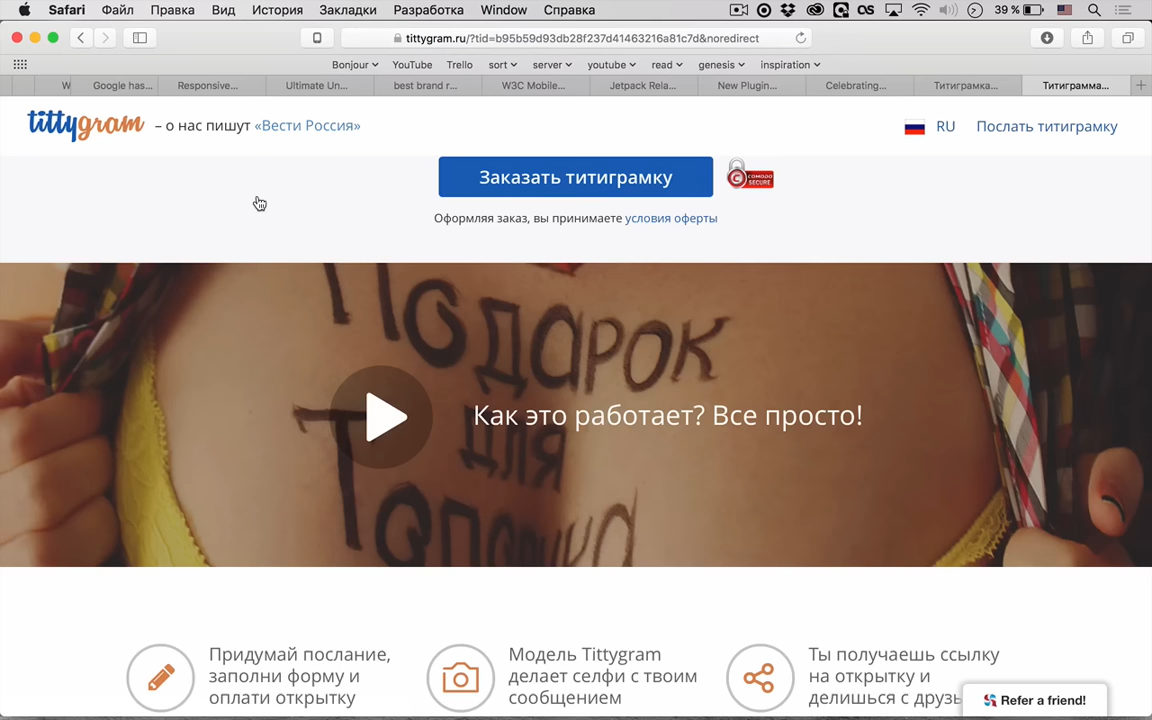 Safari Файл Правка Вид История Закладки Разработка Window Справка 39 %
tittygram.ru/?tid=b95b59d93db28f237d41463216a81c7d&noredirect
Bonjour YouTube Trello sort server youtube read genesis inspiration
W Google has... Responsive... Ultimate Un... best brand r... W3C Mobile... Jetpack Rela... New Plugin... Celebrating... Титиграмка... Титиграмма...
tittygram – о нас пишут «Вести Россия» RU Послать титиграмку
Заказать титиграмку COMODO SECURE
Оформляя заказ, вы принимаете условия оферты
Подарок
для
Топарика
Как это работает? Все просто!
Придумай послание,
заполни форму и
оплати открытку
Модель Tittygram
делает селфи с твоим
сообщением
Ты получаешь ссылку
на открытку и
делишься с друзь
Refer a friend!